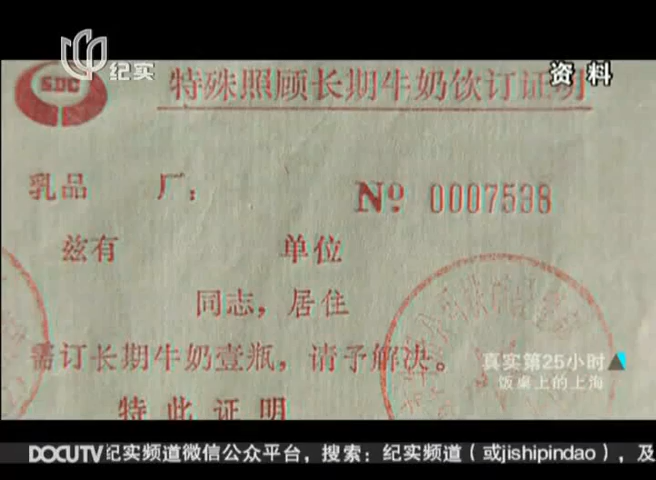 纪实
资料
SDC
特殊照顾长期牛奶饮订证明
乳品 厂：
№ 0007538
兹有 单位
同志，居住
需订长期牛奶壹瓶，请予解决。
特此证明
真实第25小时
饭桌上的上海
DOCUTV 纪实频道微信公众平台，搜索：纪实频道（或jishipindao），及